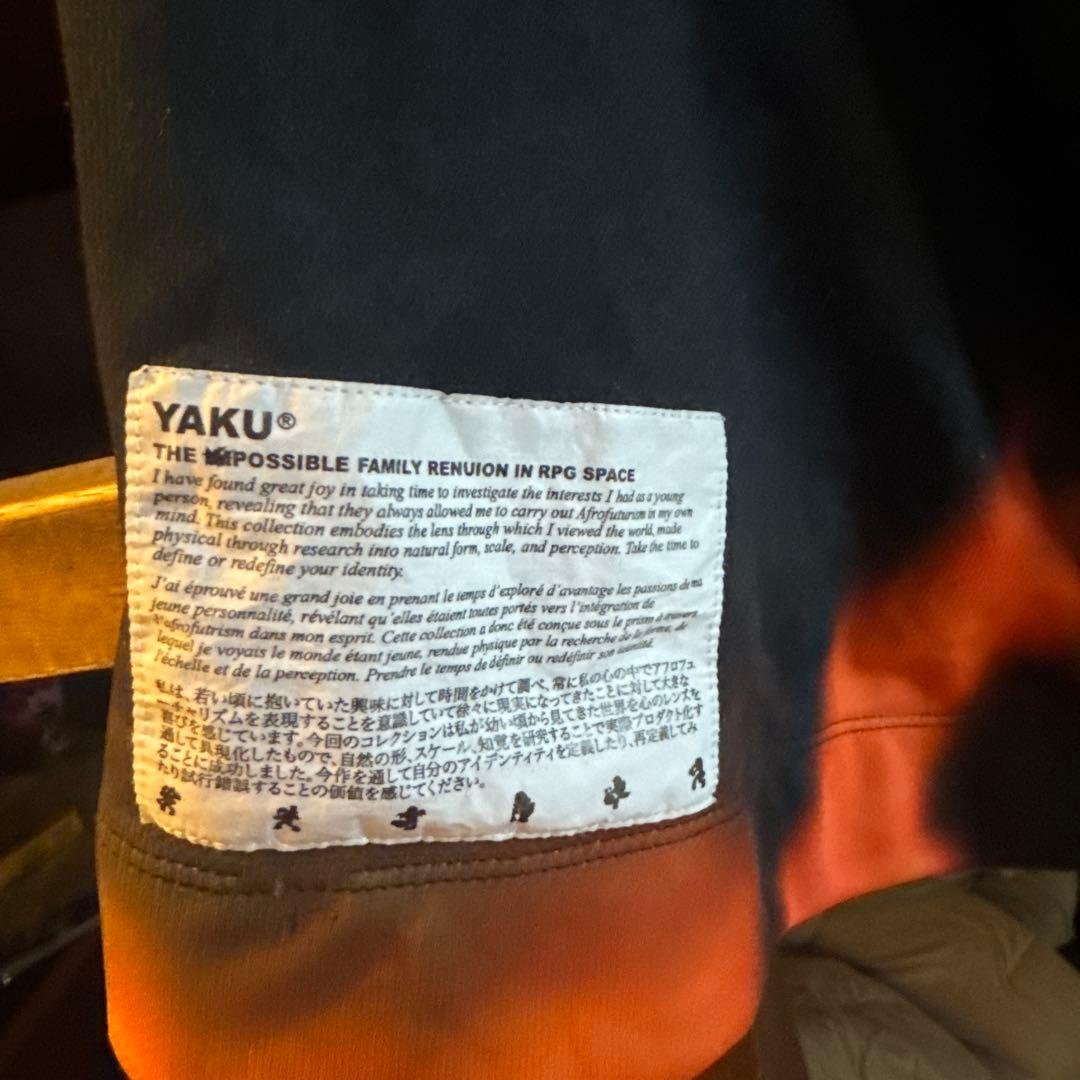 YAKU®
THE IMPOSSIBLE FAMILY RENUION IN RPG SPACE
I have found great joy in taking time to investigate the interests I had as a young
person, revealing that they always allowed me to carry out Afrofuturism in my own
mind. This collection embodies the lens through which I viewed the world, made
physical through research into natural form, scale, and perception. Take the time to
define or redefine your identity.
J'ai éprouvé une grand joie en prenant le temps d'exploré d'avantage les passions de ma
jeune personnalité, révélant qu'elles étaient toutes portés vers l'intégration de
l'afrofutrism dans mon esprit. Cette collection a donc été conçue sous le prism à travers
lequel je voyais le monde étant jeune, rendue physique par la recherche de la forme, de
l'échelle et de la perception. Prendre le temps de définir ou redéfinir son identité.
私は、若い頃に抱いていた興味に対して時間をかけて調べ、常に私の心の中でアフロフュ
ーチャリズムを表現することを意識していて徐々に現実になってきたことに対して大きな
喜びを感じています。今回のコレクションは私が幼い頃から見てきた世界を心のレンズを
通して具現化したもので、自然の形、スケール、知覚を研究することで実際プロダクト化す
ることに成功しました。今作を通して自分のアイデンティティを定義したり、再定義してみ
たり試行錯誤することの価値を感じてください。